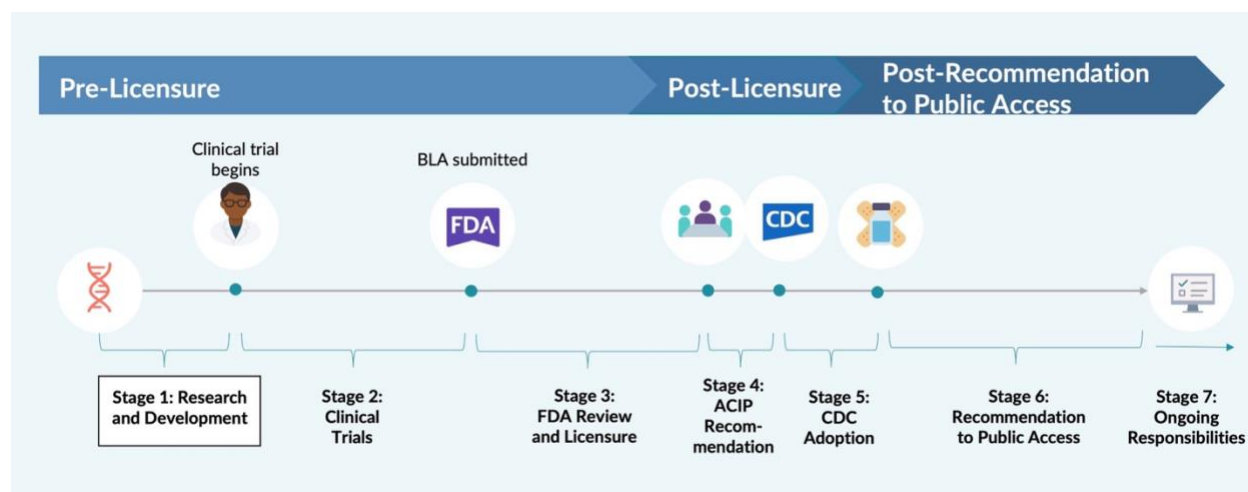 Pre-Licensure
Post-Licensure
Post-Recommendation
to Public Access
Clinical trial
begins
BLA submitted
FDA
CDC
Stage 1: Research
and Development
Stage 2:
Clinical
Trials
Stage 3:
FDA Review
and Licensure
Stage 4:
ACIP
Recom-
mendation
Stage 5:
CDC
Adoption
Stage 6:
Recommendation
to Public Access
Stage 7:
Ongoing
Responsibilities